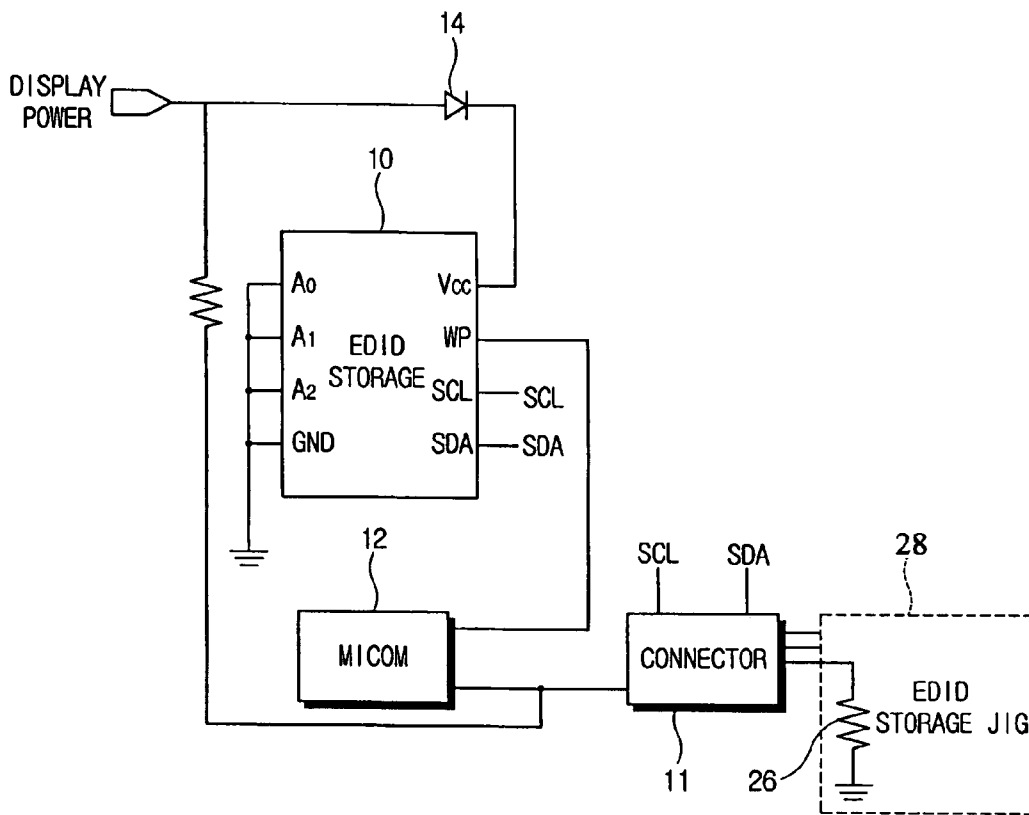 14
DISPLAY
POWER
10
A0
VCC
A1
WP
EDID
STORAGE
A2
SCL
SCL
GND
SDA
SDA
12
SCL
SDA
28
MICOM
CONNECTOR
EDID
STORAGE JIG
11
26